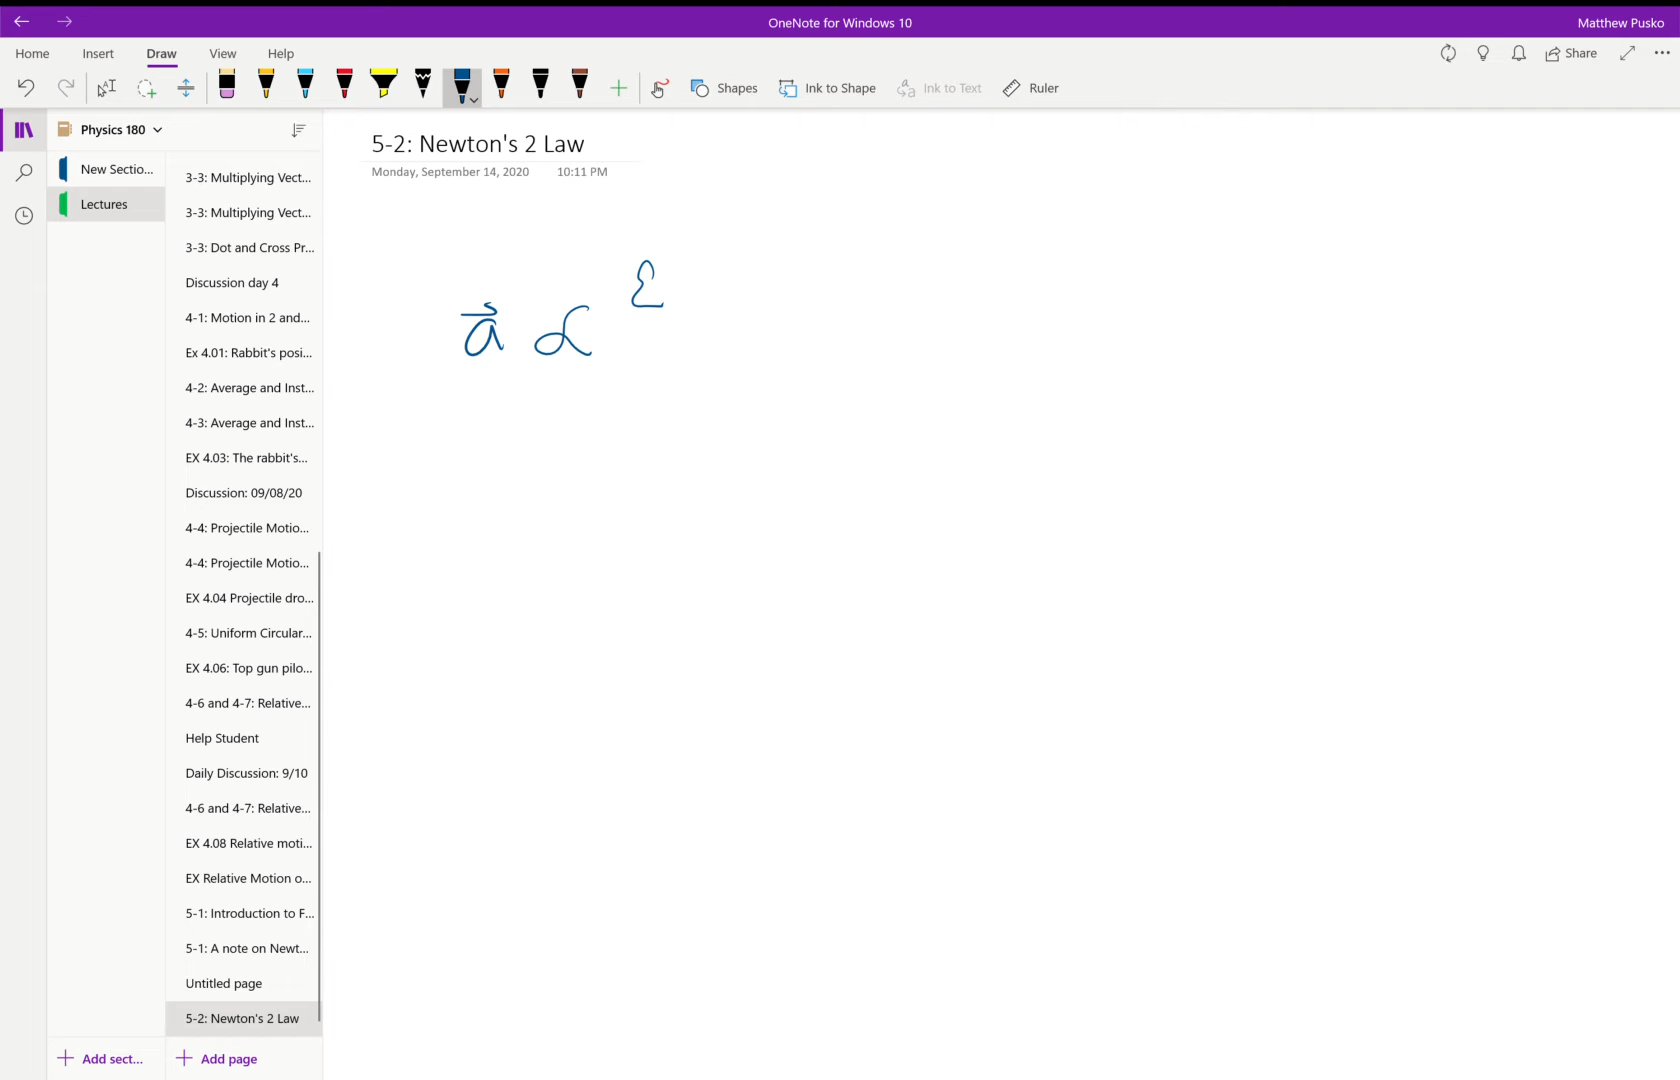 OneNote for Windows 10
Matthew Pusko
Home Insert Draw View Help
Share
Shapes Ink to Shape Ink to Text Ruler
Physics 180
New Sectio...
Lectures
3-3: Multiplying Vect...
3-3: Multiplying Vect...
3-3: Dot and Cross Pr...
Discussion day 4
4-1: Motion in 2 and...
Ex 4.01: Rabbit's posi...
4-2: Average and Inst...
4-3: Average and Inst...
EX 4.03: The rabbit's...
Discussion: 09/08/20
4-4: Projectile Motio...
4-4: Projectile Motio...
EX 4.04 Projectile dro...
4-5: Uniform Circular...
EX 4.06: Top gun pilo...
4-6 and 4-7: Relative...
Help Student
Daily Discussion: 9/10
4-6 and 4-7: Relative...
EX 4.08 Relative moti...
EX Relative Motion o...
5-1: Introduction to F...
5-1: A note on Newt...
Untitled page
5-2: Newton's 2 Law
Add sect...
Add page
5-2: Newton's 2 Law
Monday, September 14, 2020 10:11 PM
a⃗ ∝ Σ